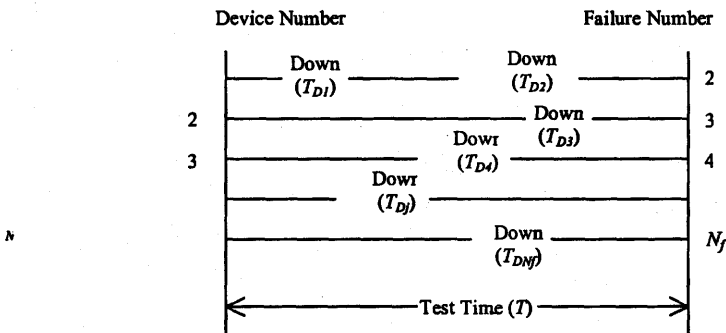 Device Number Failure Number
Down Down
(T_D1) (T_D2) 2
2 Down 3
(T_D3)
3 Dowr (T_D4) 4
Dowr
(T_Dj)
N Down N_f
(T_DNf)
Test Time (T)